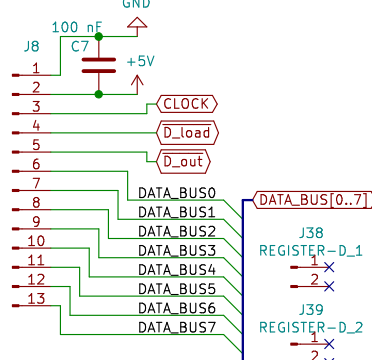 GND
100 nF
J8
C7
+5V
1
2
3
CLOCK
4
D_load
5
D_out
6
DATA_BUS0
DATA_BUS[0..7]
7
DATA_BUS1
8
DATA_BUS2
J38
9
DATA_BUS3
REGISTER-D_1
10
DATA_BUS4
1
11
DATA_BUS5
2
12
DATA_BUS6
J39
13
DATA_BUS7
REGISTER-D_2
1
2